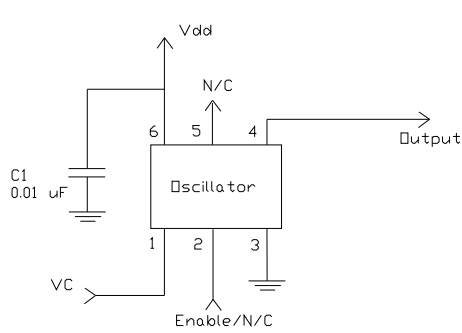 Vdd
N/C
6 5 4
Output
C1
0.01 uF
Oscillator
1 2 3
VC
Enable/N/C